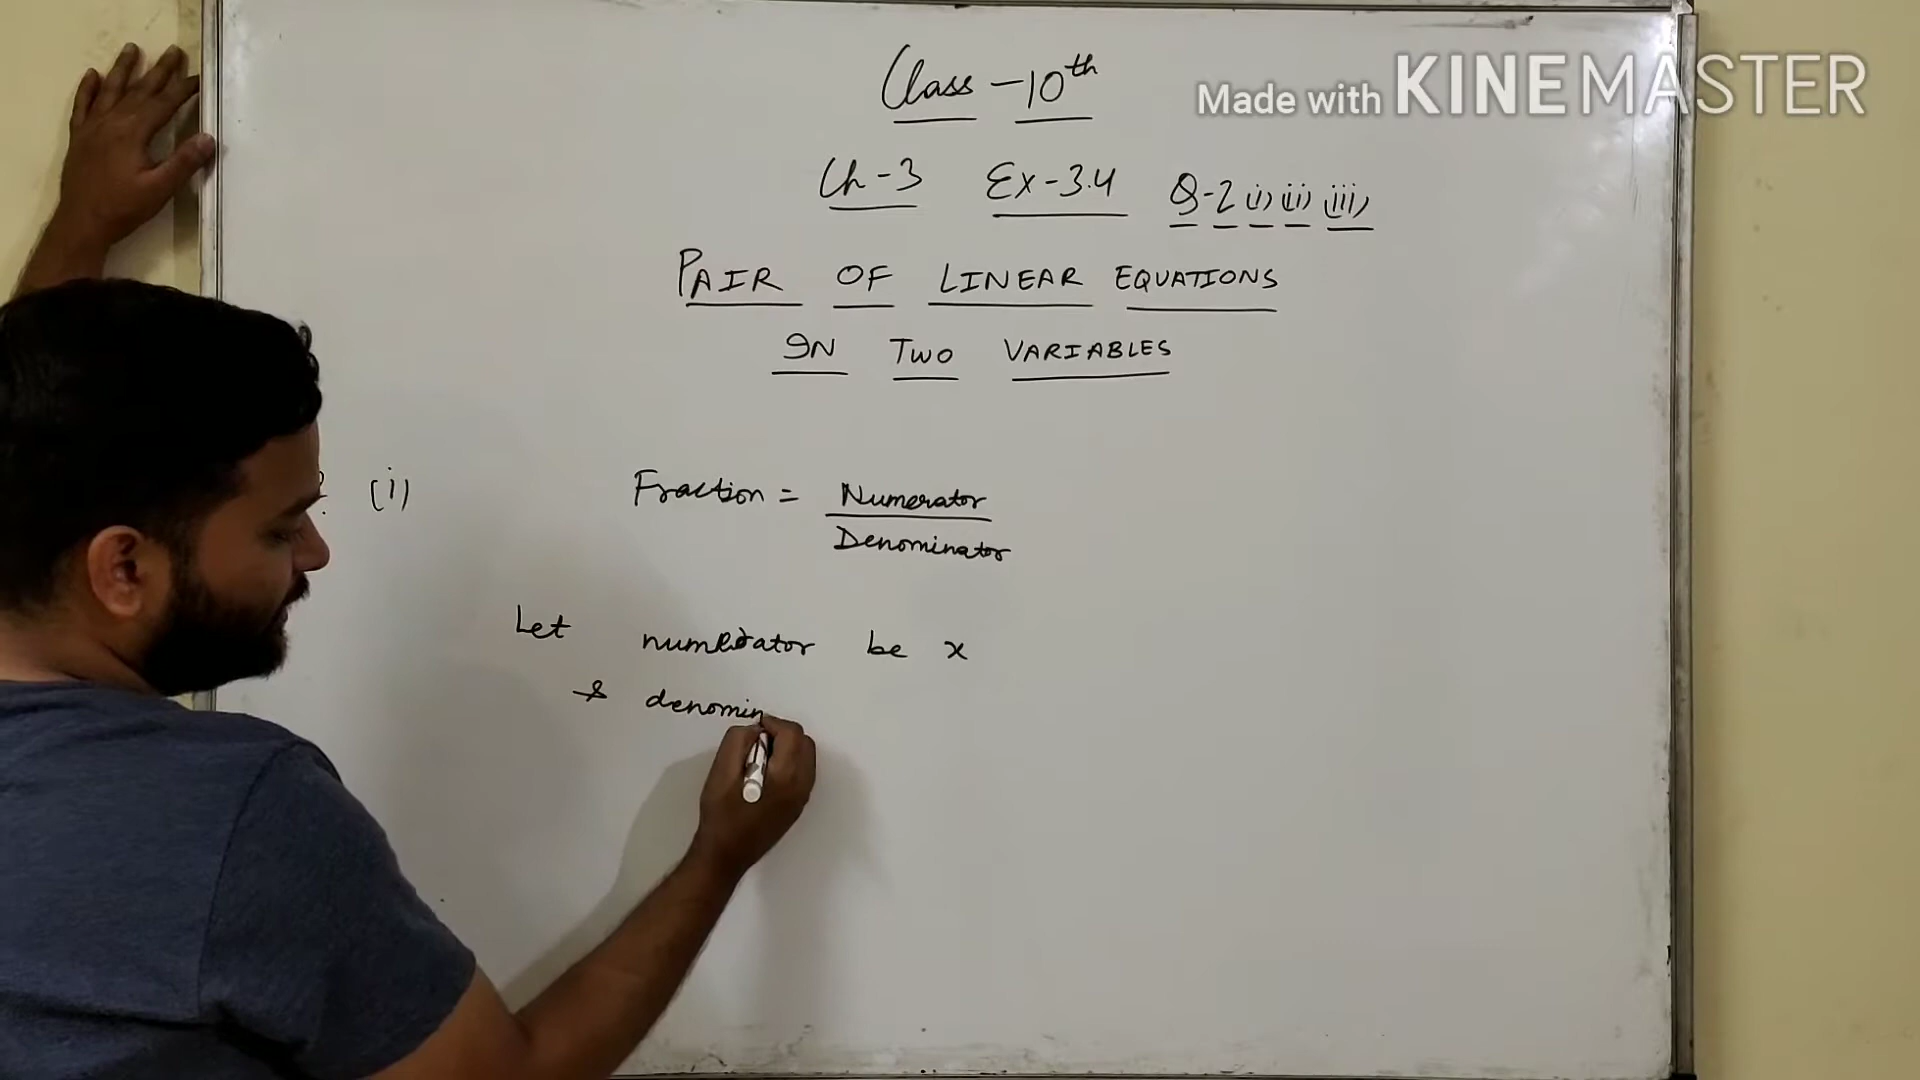 Class - 10th
Made with KINEMASTER
Ch - 3 Ex - 3.4 Q - 2 (i) (ii) (iii)
PAIR OF LINEAR EQUATIONS
IN TWO VARIABLES
(i) Fraction = Numerator
Denominator
Let numerator be x
& denomin